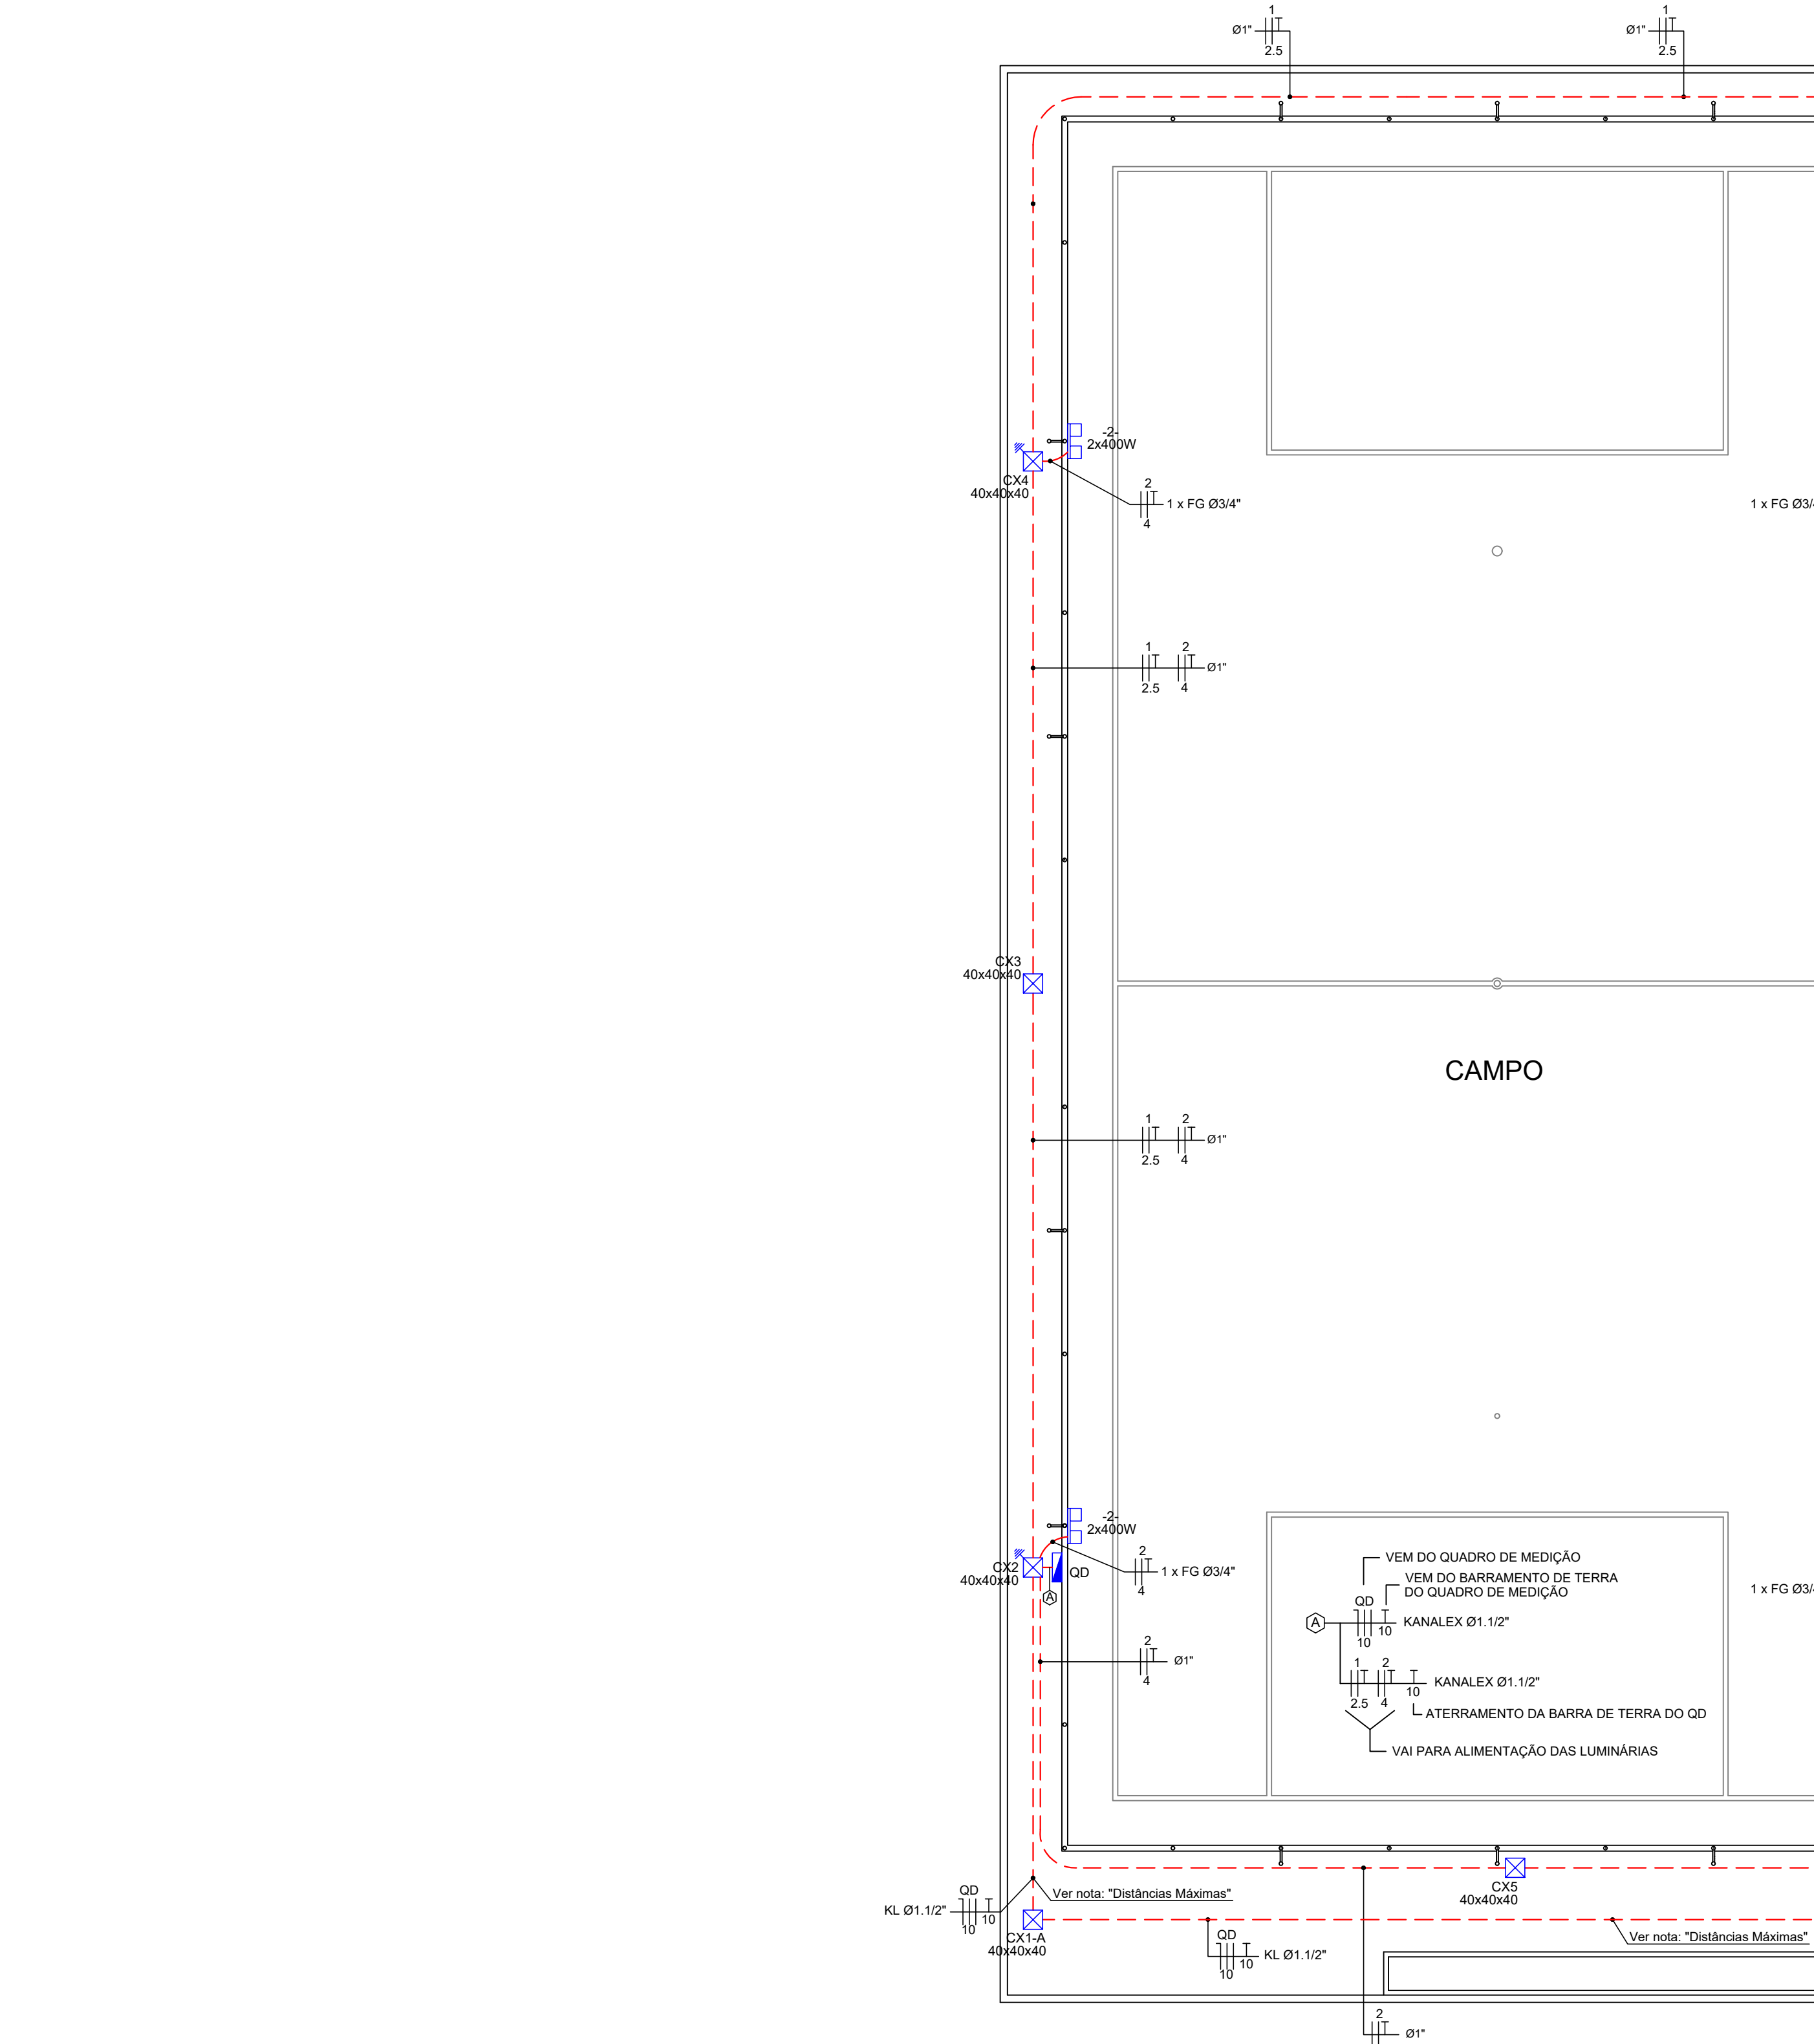 1
Ø1"
2.5
1
Ø1"
2.5
-2-
2x400W
CX4
40x40x40
2
1 x FG Ø3/4"
4
1 x FG Ø3/
1
2
Ø1"
2.5
4
CX3
40x40x40
CAMPO
1
2
Ø1"
2.5
4
-2-
2x400W
CX2
40x40x40
QD
A
2
1 x FG Ø3/4"
4
1 x FG Ø3/
VEM DO QUADRO DE MEDIÇÃO
VEM DO BARRAMENTO DE TERRA
DO QUADRO DE MEDIÇÃO
QD
A
KANALEX Ø1.1/2"
10
10
2
Ø1"
4
1
2
KANALEX Ø1.1/2"
2.5
4
10
ATERRAMENTO DA BARRA DE TERRA DO QD
VAI PARA ALIMENTAÇÃO DAS LUMINÁRIAS
CX5
40x40x40
QD
KL Ø1.1/2"
10
10
Ver nota: "Distâncias Máximas"
CX1-A
40x40x40
QD
KL Ø1.1/2"
10
10
Ver nota: "Distâncias Máximas"
2
Ø1"